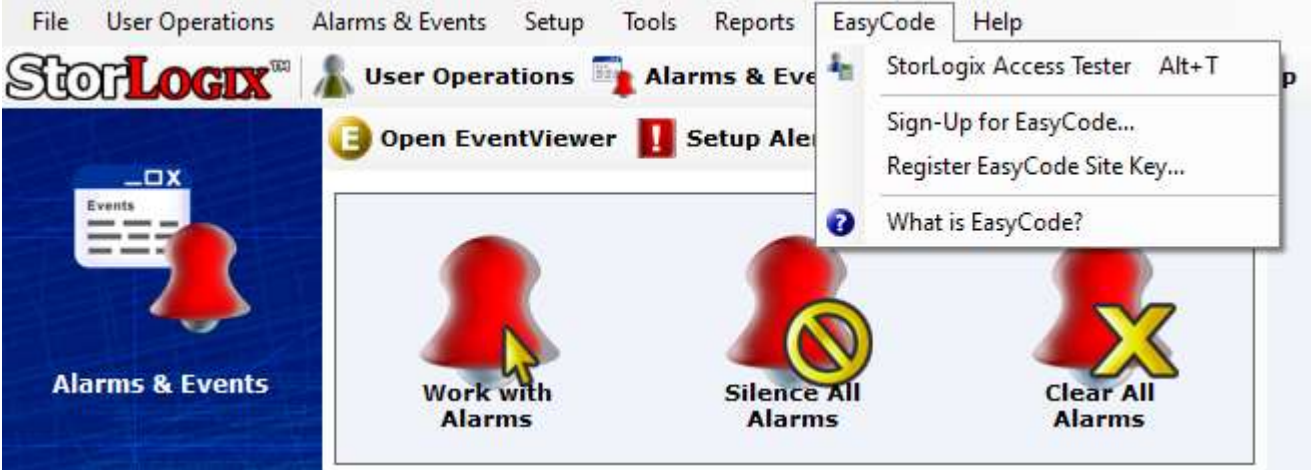 File User Operations Alarms & Events Setup Tools Reports EasyCode Help
StorLogix™ User Operations Alarms & Eve p
StorLogix Access Tester Alt+T
Sign-Up for EasyCode...
Register EasyCode Site Key...
What is EasyCode?
E Open EventViewer ! Setup Ale
Events
Alarms & Events
Work with
Alarms
Silence All
Alarms
Clear All
Alarms